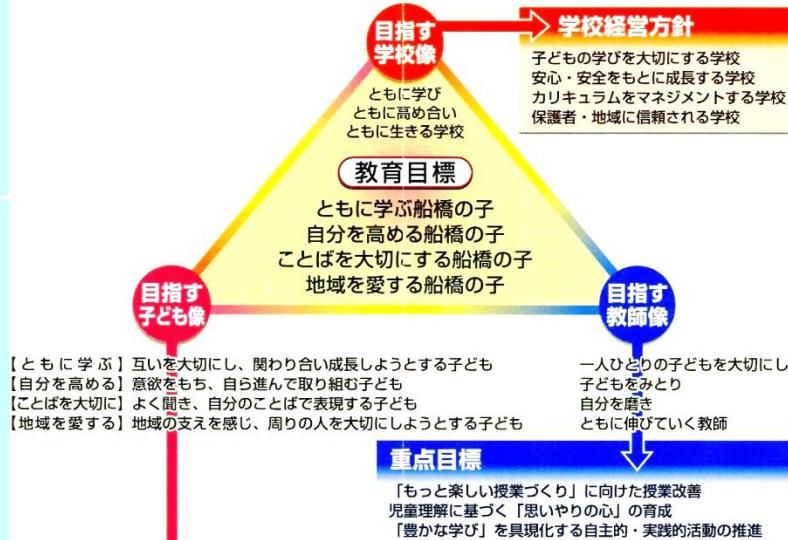 目指す
学校像
ともに学び
ともに高め合い
ともに生きる学校
学校経営方針
子どもの学びを大切にする学校
安心・安全をもとに成長する学校
カリキュラムをマネジメントする学校
保護者・地域に信頼される学校
教育目標
ともに学ぶ船橋の子
自分を高める船橋の子
ことばを大切にする船橋の子
地域を愛する船橋の子
目指す
子ども像
【ともに学ぶ】互いを大切にし、関わり合い成長しようとする子ども
【自分を高める】意欲をもち、自ら進んで取り組む子ども
【ことばを大切に】よく聞き、自分のことばで表現する子ども
【地域を愛する】地域の支えを感じ、周りの人を大切にしようとする子ども
目指す
教師像
一人ひとりの子どもを大切にし
子どもをみとり
自分を磨き
ともに伸びていく教師
重点目標
「もっと楽しい授業づくり」に向けた授業改善
児童理解に基づく「思いやりの心」の育成
「豊かな学び」を具現化する自主的・実践的活動の推進